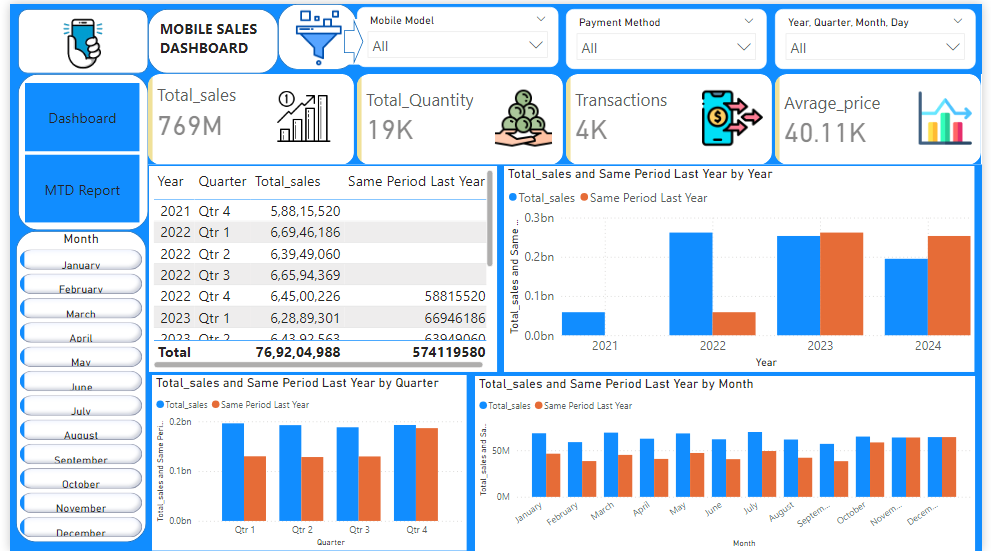 MOBILE SALES
DASHBOARD
Mobile Model
All
Payment Method
All
Year, Quarter, Month, Day
All
Dashboard
MTD Report
Total_sales
769M
1
Total_Quantity
19K
Transactions
4K
$
Avrage_price
40.11K
Month
January
February
March
April
May
June
July
August
September
October
November
December
Year Quarter Total_sales Same Period Last Year
2021 Qtr 4 5,88,15,520
2022 Qtr 1 6,69,46,186
2022 Qtr 2 6,39,49,060
2022 Qtr 3 6,65,94,369
2022 Qtr 4 6,45,00,226 58815520
2023 Qtr 1 6,28,89,301 66946186
2023 Qtr 2 6,43,92,563 63949060
Total 76,92,04,988 574119580
Total_sales and Same Period Last Year by Year
Total_sales Same Period Last Year
Total_sales and Same ...
0.3bn
0.2bn
0.1bn
0.0bn
2021 2022 2023 2024
Year
Total_sales and Same Period Last Year by Quarter
Total_sales Same Period Last Year
Total_sales and Same Peri...
0.2bn
0.1bn
0.0bn
Qtr 1 Qtr 2 Qtr 3 Qtr 4
Quarter
Total_sales and Same Period Last Year by Month
Total_sales Same Period Last Year
Total_sales and Sa...
50M
0M
January February March April May June July August Septem... October Novem... Decem...
Month